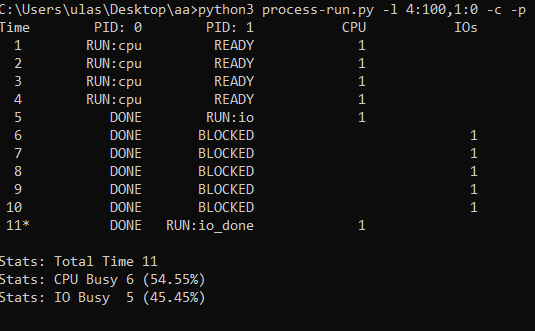 C:\Users\ulas\Desktop\aa>python3 process-run.py -l 4:100,1:0 -c -p
Time        PID: 0        PID: 1           CPU           IOs
  1        RUN:cpu         READY             1
  2        RUN:cpu         READY             1
  3        RUN:cpu         READY             1
  4        RUN:cpu         READY             1
  5           DONE        RUN:io             1
  6           DONE       BLOCKED                           1
  7           DONE       BLOCKED                           1
  8           DONE       BLOCKED                           1
  9           DONE       BLOCKED                           1
 10           DONE       BLOCKED                           1
 11*          DONE   RUN:io_done             1

Stats: Total Time 11
Stats: CPU Busy 6 (54.55%)
Stats: IO Busy  5 (45.45%)